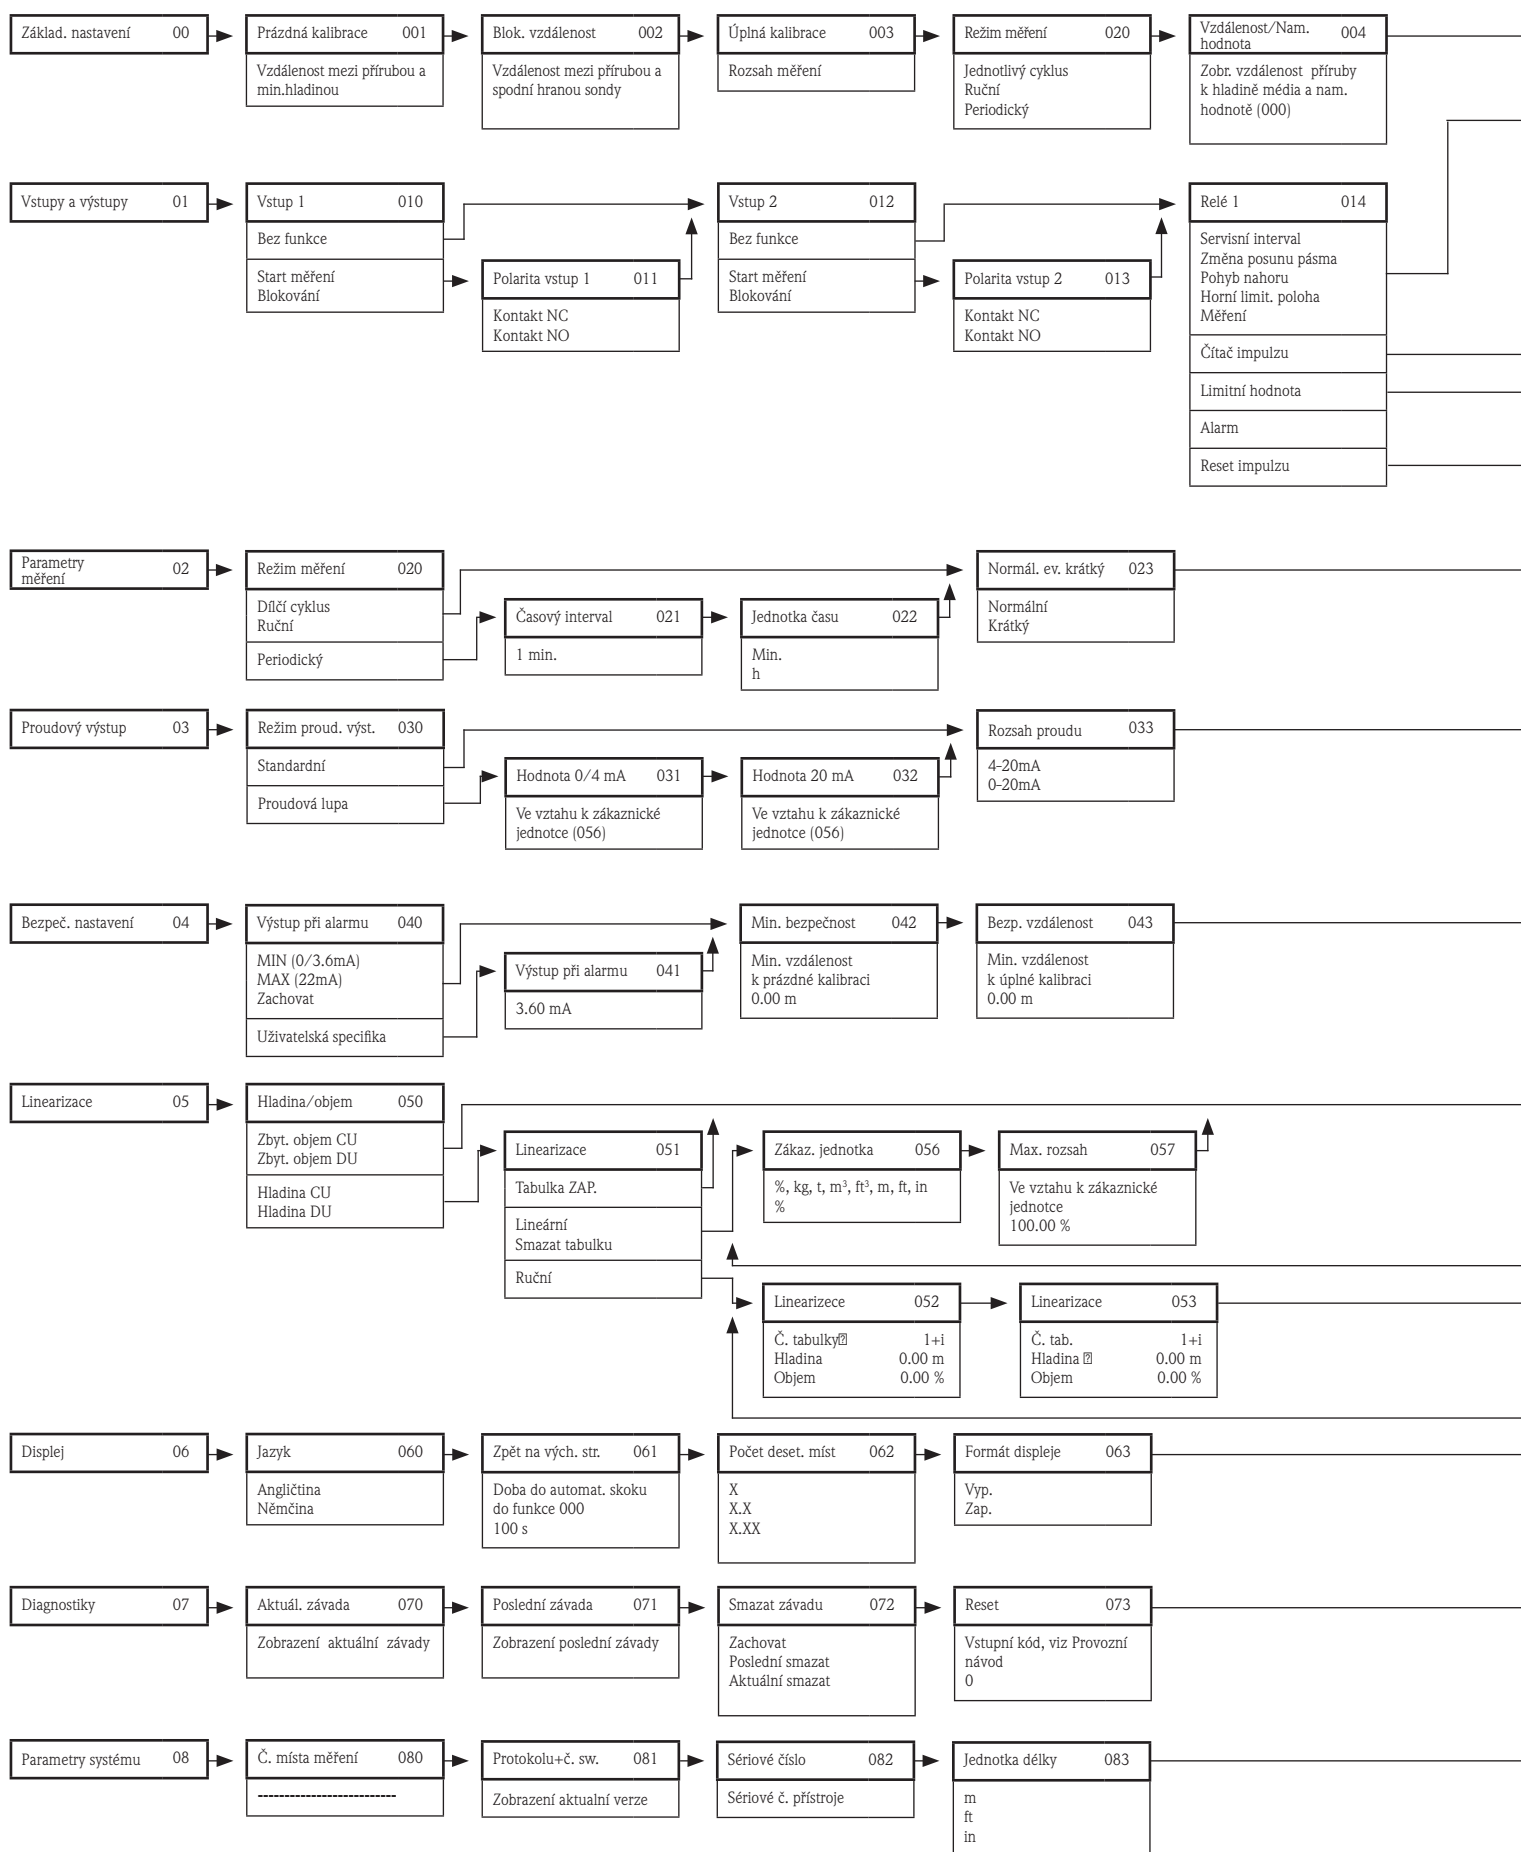 Základ. nastavení 00
Prázdná kalibrace 001
Vzdálenost mezi přírubou a
min.hladinou
Blok. vzdálenost 002
Vzdálenost mezi přírubou a
spodní hranou sondy
Úplná kalibrace 003
Rozsah měření
Režim měření 020
Jednotlivý cyklus
Ruční
Periodický
Vzdálenost/Nam.
hodnota 004
Zobr. vzdálenost příruby
k hladině média a nam.
hodnotě (000)
Vstupy a výstupy 01
Vstup 1 010
Bez funkce
Start měření
Blokování
Polarita vstup 1 011
Kontakt NC
Kontakt NO
Vstup 2 012
Bez funkce
Start měření
Blokování
Polarita vstup 2 013
Kontakt NC
Kontakt NO
Relé 1 014
Servisní interval
Změna posunu pásma
Pohyb nahoru
Horní limit. poloha
Měření
Čítač impulzu
Limitní hodnota
Alarm
Reset impulzu
Parametry
měření 02
Režim měření 020
Dílčí cyklus
Ruční
Periodický
Časový interval 021
1 min.
Jednotka času 022
Min.
h
Normál. ev. krátký 023
Normální
Krátký
Proudový výstup 03
Režim proud. výst. 030
Standardní
Proudová lupa
Hodnota 0/4 mA 031
Ve vztahu k zákaznické
jednotce (056)
Hodnota 20 mA 032
Ve vztahu k zákaznické
jednotce (056)
Rozsah proudu 033
4-20mA
0-20mA
Bezpeč. nastavení 04
Výstup při alarmu 040
MIN (0/3.6mA)
MAX (22mA)
Zachovat
Uživatelská specifika
Výstup při alarmu 041
3.60 mA
Min. bezpečnost 042
Min. vzdálenost
k prázdné kalibraci
0.00 m
Bezp. vzdálenost 043
Min. vzdálenost
k úplné kalibraci
0.00 m
Linearizace 05
Hladina/objem 050
Zbyt. objem CU
Zbyt. objem DU
Hladina CU
Hladina DU
Linearizace 051
Tabulka ZAP.
Lineární
Smazat tabulku
Ruční
Zákaz. jednotka 056
%, kg, t, m³, ft³, m, ft, in
%
Max. rozsah 057
Ve vztahu k zákaznické
jednotce
100.00 %
Linearizece 052
Č. tabulky⍰ 1+i
Hladina 0.00 m
Objem 0.00 %
Linearizace 053
Č. tab. 1+i
Hladina ⍰ 0.00 m
Objem 0.00 %
Displej 06
Jazyk 060
Angličtina
Němčina
Zpět na vých. str. 061
Doba do automat. skoku
do funkce 000
100 s
Počet deset. míst 062
X
X.X
X.XX
Formát displeje 063
Vyp.
Zap.
Diagnostiky 07
Aktuál. závada 070
Zobrazení aktuální závady
Poslední závada 071
Zobrazení poslední závady
Smazat závadu 072
Zachovat
Poslední smazat
Aktuální smazat
Reset 073
Vstupní kód, viz Provozní
návod
0
Parametry systému 08
Č. místa měření 080
--------------------------
Protokolu+č. sw. 081
Zobrazení aktualní verze
Sériové číslo 082
Sériové č. přístroje
Jednotka délky 083
m
ft
in